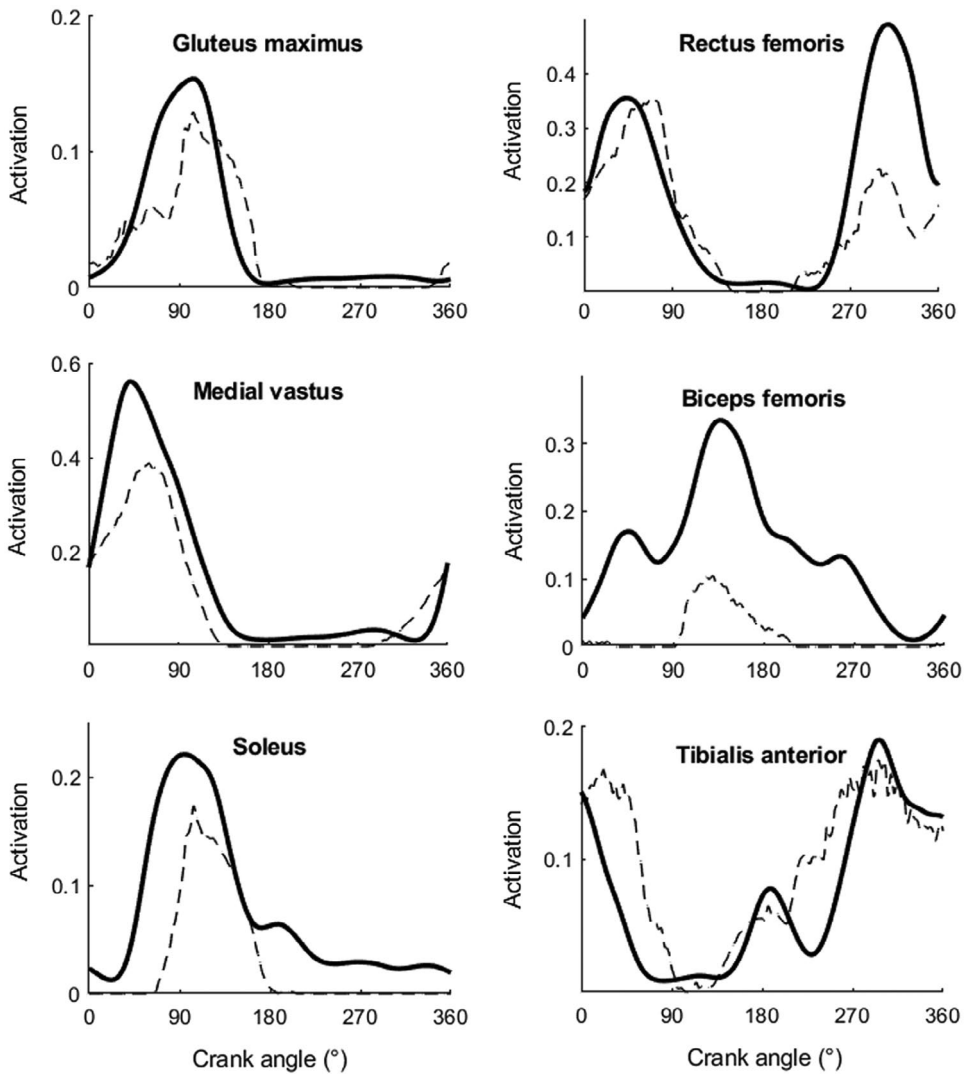 Gluteus maximus
Activation
0.2
0.1
0
0 90 180 270 360
Rectus femoris
Activation
0.4
0.3
0.2
0.1
0 90 180 270 360
Medial vastus
Activation
0.6
0.4
0.2
0 90 180 270 360
Biceps femoris
Activation
0.3
0.2
0.1
0
0 90 180 270 360
Soleus
Activation
0.2
0.1
0
0 90 180 270 360
Crank angle (°)
Tibialis anterior
Activation
0.2
0.1
0 90 180 270 360
Crank angle (°)